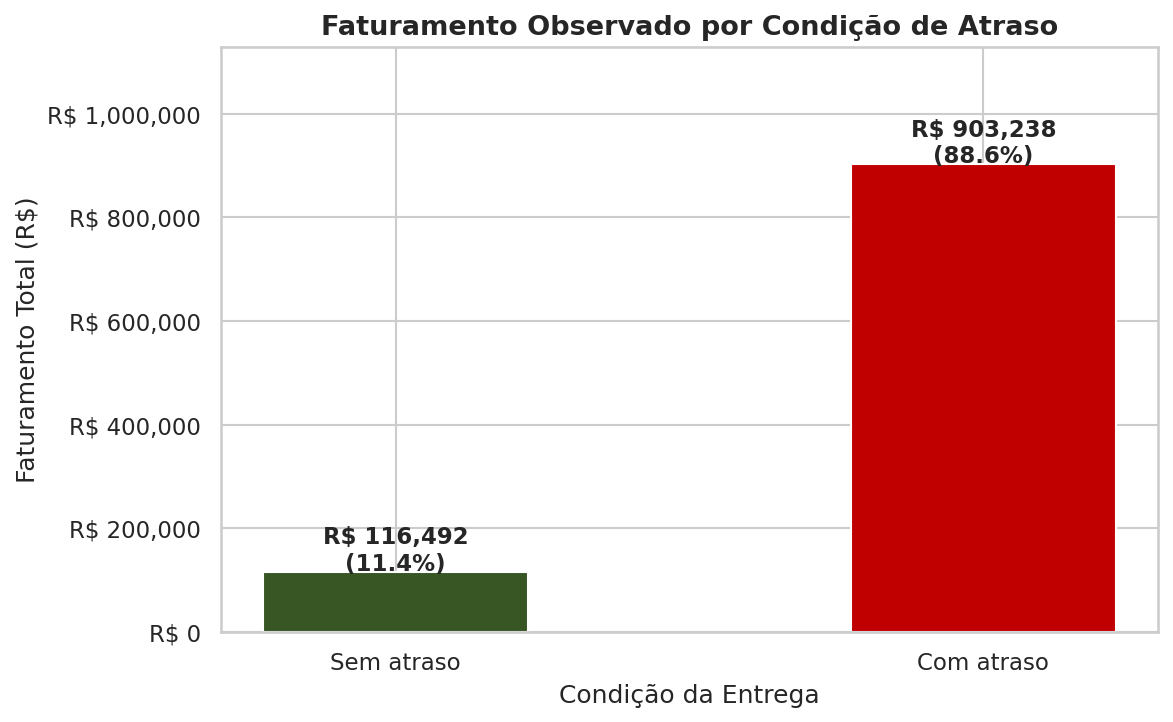 Faturamento Observado por Condição de Atraso
Faturamento Total (R$)
R$ 1,000,000
R$ 800,000
R$ 600,000
R$ 400,000
R$ 200,000
R$ 0
R$ 116,492
(11.4%)
R$ 903,238
(88.6%)
Sem atraso
Com atraso
Condição da Entrega